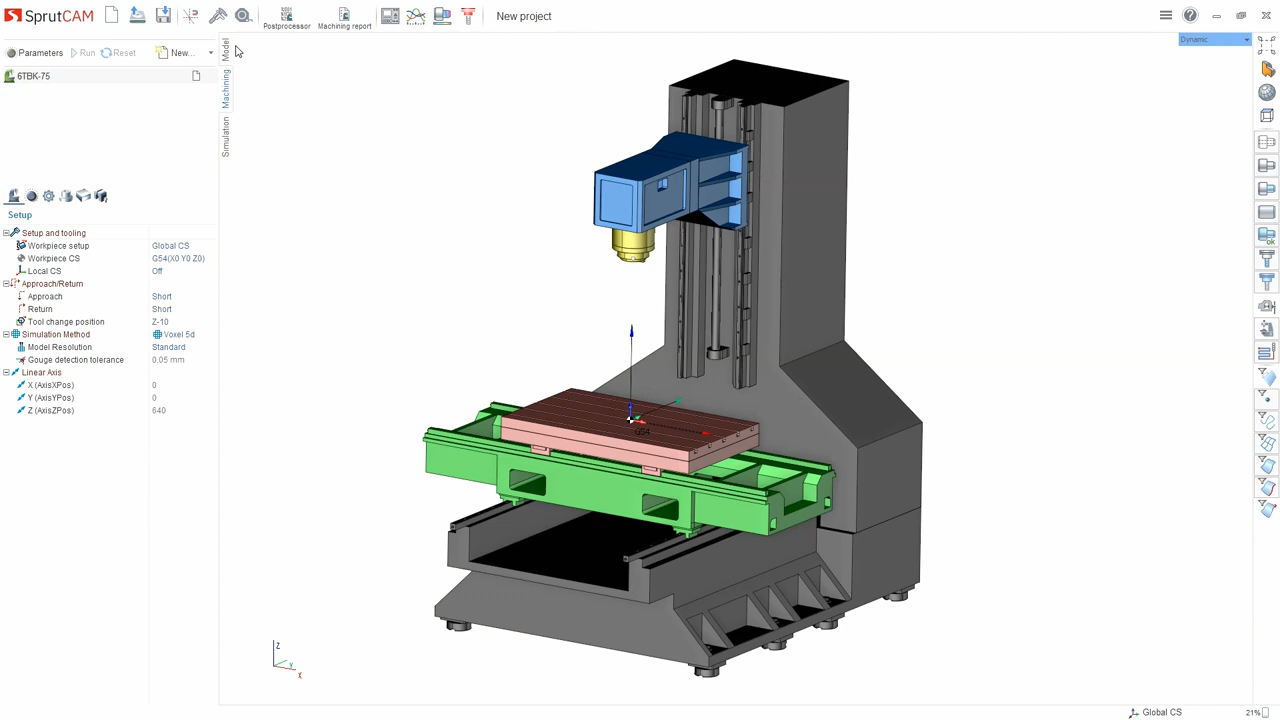 SprutCAM
Postprocessor
Machining report
New project
Parameters
Run
Reset
New...
Model
Machining
Simulation
Dynamic
6TBK-75
Setup
Setup and tooling
Workpiece setup Global CS
Workpiece CS G54(X0 Y0 Z0)
Local CS Off
Approach/Return
Approach Short
Return Short
Tool change position Z-10
Simulation Method Voxel 5d
Model Resolution Standard
Gouge detection tolerance 0.05 mm
Linear Axis
X (AxisXPos) 0
Y (AxisYPos) 0
Z (AxisZPos) 640
G54
Z
Y
X
Global CS
21%